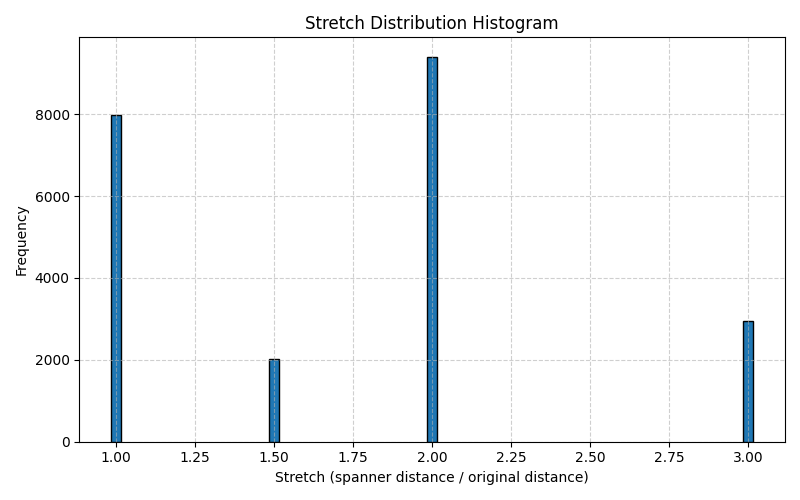 Stretch Distribution Histogram
Frequency
8000
6000
4000
2000
0
1.00 1.25 1.50 1.75 2.00 2.25 2.50 2.75 3.00
Stretch (spanner distance / original distance)